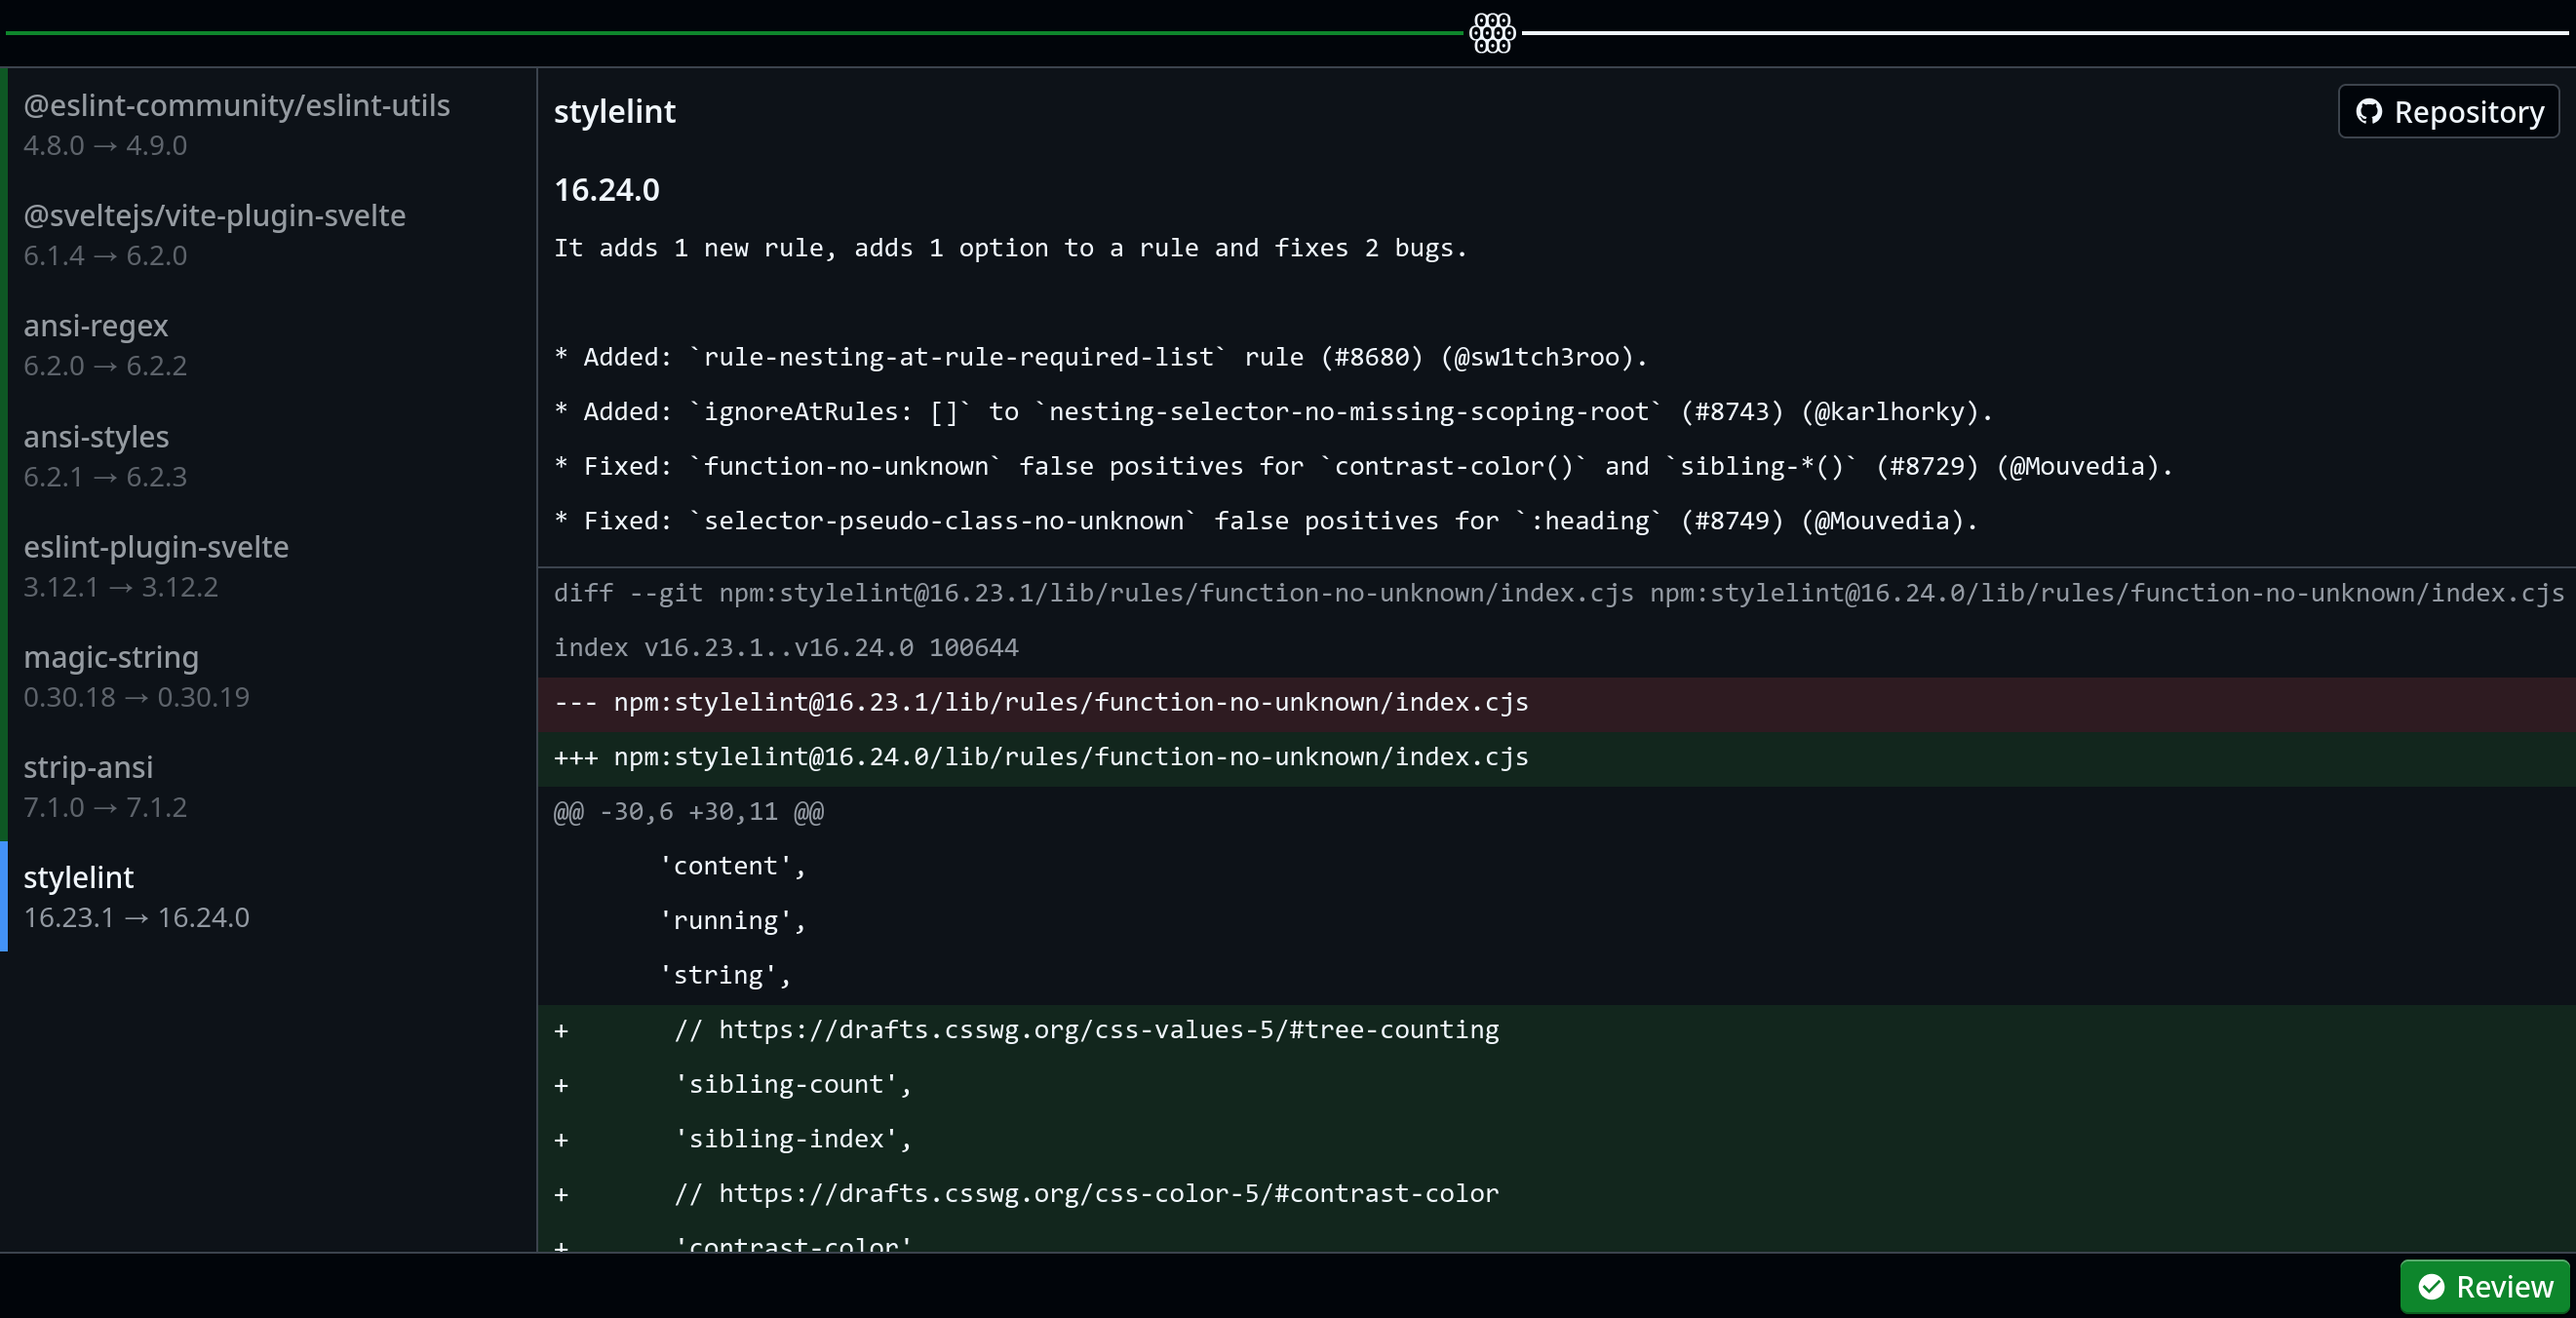 @eslint-community/eslint-utils
4.8.0 → 4.9.0
@sveltejs/vite-plugin-svelte
6.1.4 → 6.2.0
ansi-regex
6.2.0 → 6.2.2
ansi-styles
6.2.1 → 6.2.3
eslint-plugin-svelte
3.12.1 → 3.12.2
magic-string
0.30.18 → 0.30.19
strip-ansi
7.1.0 → 7.1.2
stylelint
16.23.1 → 16.24.0
stylelint
Repository
16.24.0
It adds 1 new rule, adds 1 option to a rule and fixes 2 bugs.
* Added: `rule-nesting-at-rule-required-list` rule (#8680) (@sw1tch3roo).
* Added: `ignoreAtRules: []` to `nesting-selector-no-missing-scoping-root` (#8743) (@karlhorky).
* Fixed: `function-no-unknown` false positives for `contrast-color()` and `sibling-*()` (#8729) (@Mouvedia).
* Fixed: `selector-pseudo-class-no-unknown` false positives for `:heading` (#8749) (@Mouvedia).
diff --git npm:stylelint@16.23.1/lib/rules/function-no-unknown/index.cjs npm:stylelint@16.24.0/lib/rules/function-no-unknown/index.cjs
index v16.23.1..v16.24.0 100644
--- npm:stylelint@16.23.1/lib/rules/function-no-unknown/index.cjs
+++ npm:stylelint@16.24.0/lib/rules/function-no-unknown/index.cjs
@@ -30,6 +30,11 @@
'content',
'running',
'string',
+ // https://drafts.csswg.org/css-values-5/#tree-counting
+ 'sibling-count',
+ 'sibling-index',
+ // https://drafts.csswg.org/css-color-5/#contrast-color
+ 'contrast-color'
Review